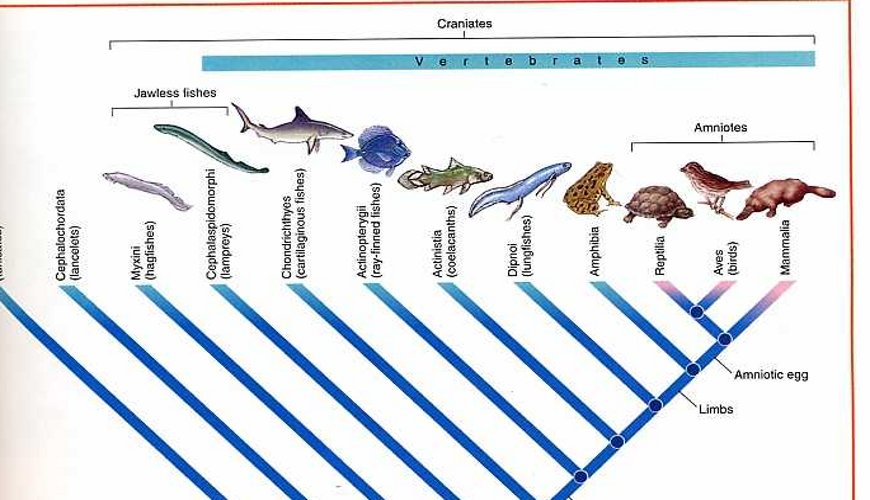 Craniates
Vertebrates
Jawless fishes
Amniotes
Cephalochordata
(lancelets)
Myxini
(hagfishes)
Cephalaspidomorphi
(lampreys)
Chondrichthyes
(cartilaginous fishes)
Actinopterygii
(ray-finned fishes)
Actinistia
(coelacanths)
Dipnoi
(lungfishes)
Amphibia
Reptilia
Aves
(birds)
Mammalia
Amniotic egg
Limbs